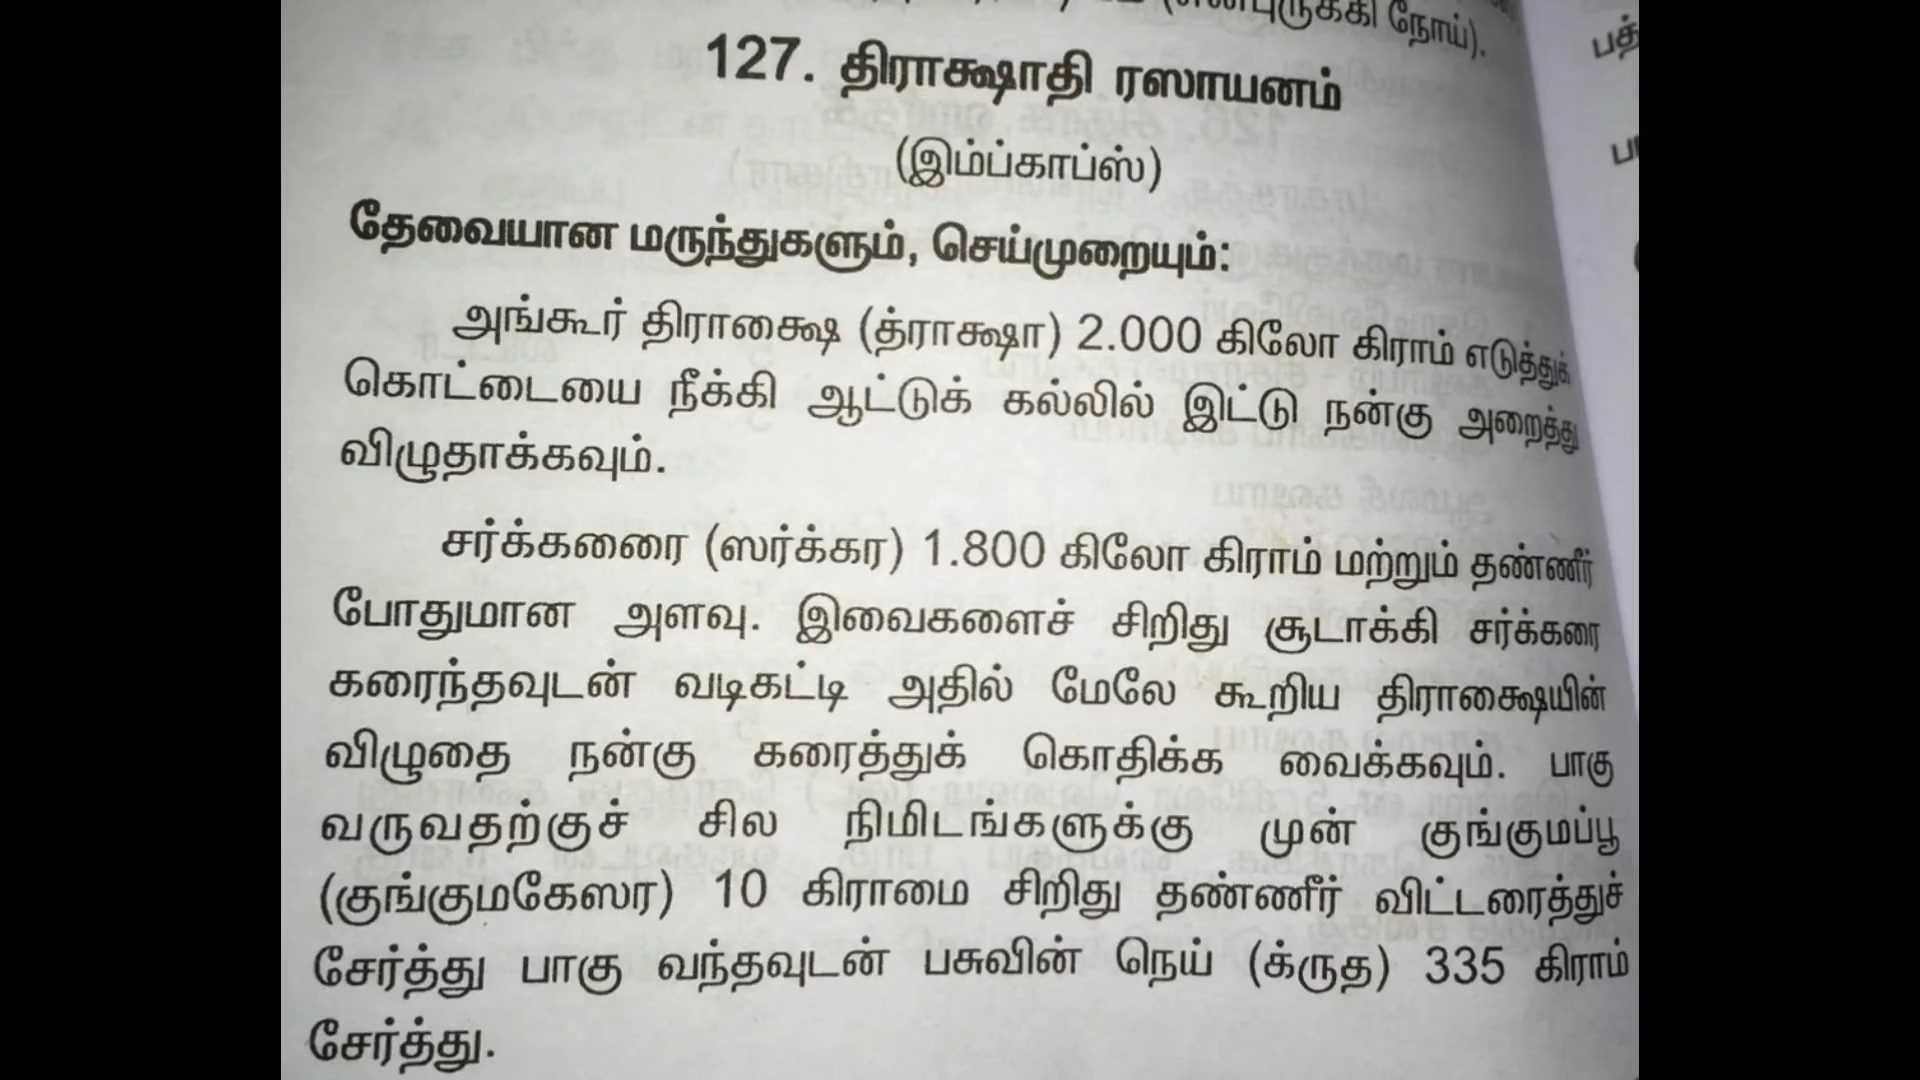 (என்புருக்கி நோய்).
127. திராக்ஷாதி ரஸாயனம்
(இம்ப்காப்ஸ்)
தேவையான மருந்துகளும், செய்முறையும்:
அங்கூர் திராக்ஷை (த்ராக்ஷா) 2.000 கிலோ கிராம் எடுத்துக்
கொட்டையை நீக்கி ஆட்டுக் கல்லில் இட்டு நன்கு அறைத்து
விழுதாக்கவும்.
சர்க்கரை (ஸர்க்கர) 1.800 கிலோ கிராம் மற்றும் தண்ணீர்
போதுமான அளவு. இவைகளைச் சிறிது சூடாக்கி சர்க்கரை
கரைந்தவுடன் வடிகட்டி அதில் மேலே கூறிய திராக்ஷையின்
விழுதை நன்கு கரைத்துக் கொதிக்க வைக்கவும். பாகு
வருவதற்குச் சில நிமிடங்களுக்கு முன் குங்குமப்பூ
(குங்குமகேஸர) 10 கிராமை சிறிது தண்ணீர் விட்டரைத்துச்
சேர்த்து பாகு வந்தவுடன் பசுவின் நெய் (க்ருத) 335 கிராம்
சேர்த்து.